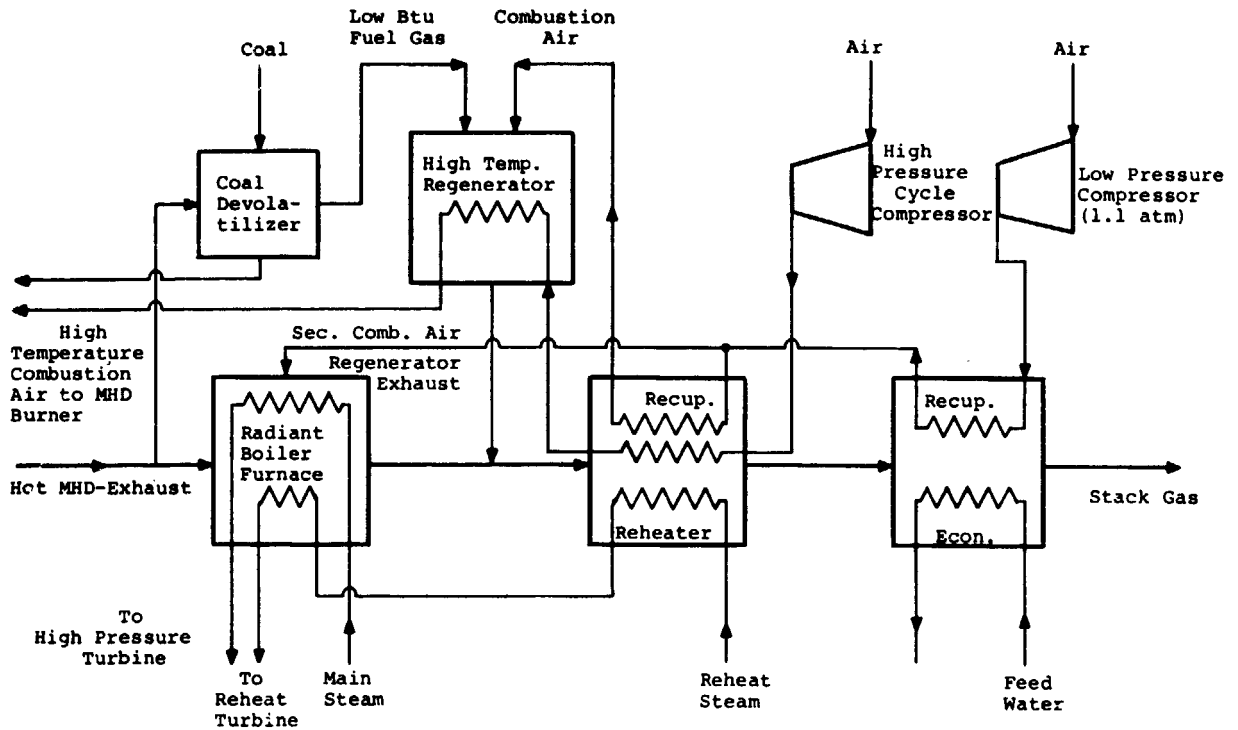 Low Btu
Fuel Gas
Combustion
Air
Coal
Air
Air
Coal
Devola-
tilizer
High Temp.
Regenerator
High
Pressure
Cycle
Compressor
Low Pressure
Compressor
(1.1 atm)
High
Temperature
Combustion
Air to MHD
Burner
Sec. Comb. Air
Regenerator
Exhaust
Radiant
Boiler
Furnace
Recup.
Reheater
Recup.
Econ.
Hot MHD-Exhaust
Stack Gas
To
High Pressure
Turbine
To
Reheat
Turbine
Main
Steam
Reheat
Steam
Feed
Water